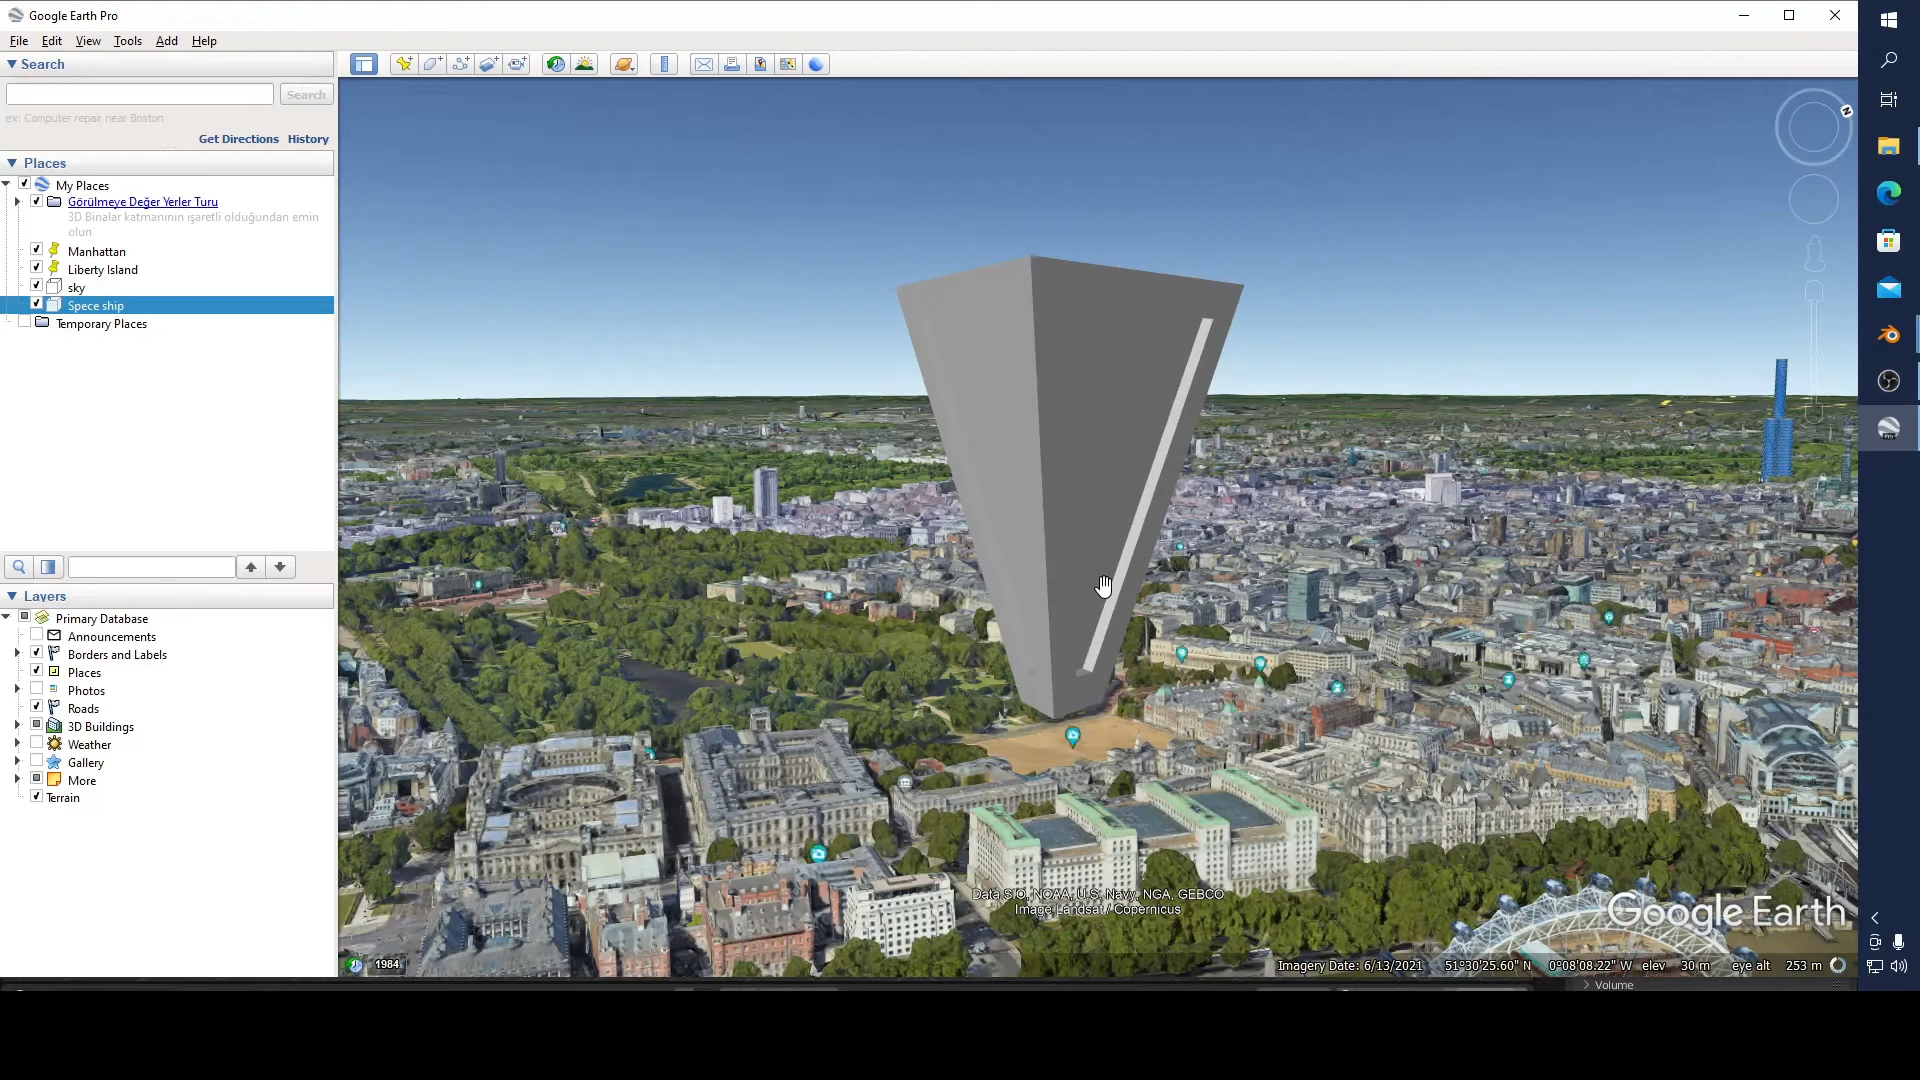 Google Earth Pro
File Edit View Tools Add Help
Search
Search
ex: Computer repair near Boston
Get Directions History
Places
My Places
Görülmeye Değer Yerler Turu
3D Binalar katmanının işaretli olduğundan emin
olun
Manhattan
Liberty Island
sky
Spece ship
Temporary Places
Layers
Primary Database
Announcements
Borders and Labels
Places
Photos
Roads
3D Buildings
Weather
Gallery
More
Terrain
N
Data SIO, NOAA, U.S. Navy, NGA, GEBCO
Image Landsat / Copernicus
Google Earth
1984
Imagery Date: 6/13/2021 51°30'25.60" N 0°08'08.22" W elev 30 m eye alt 253 m
Volume